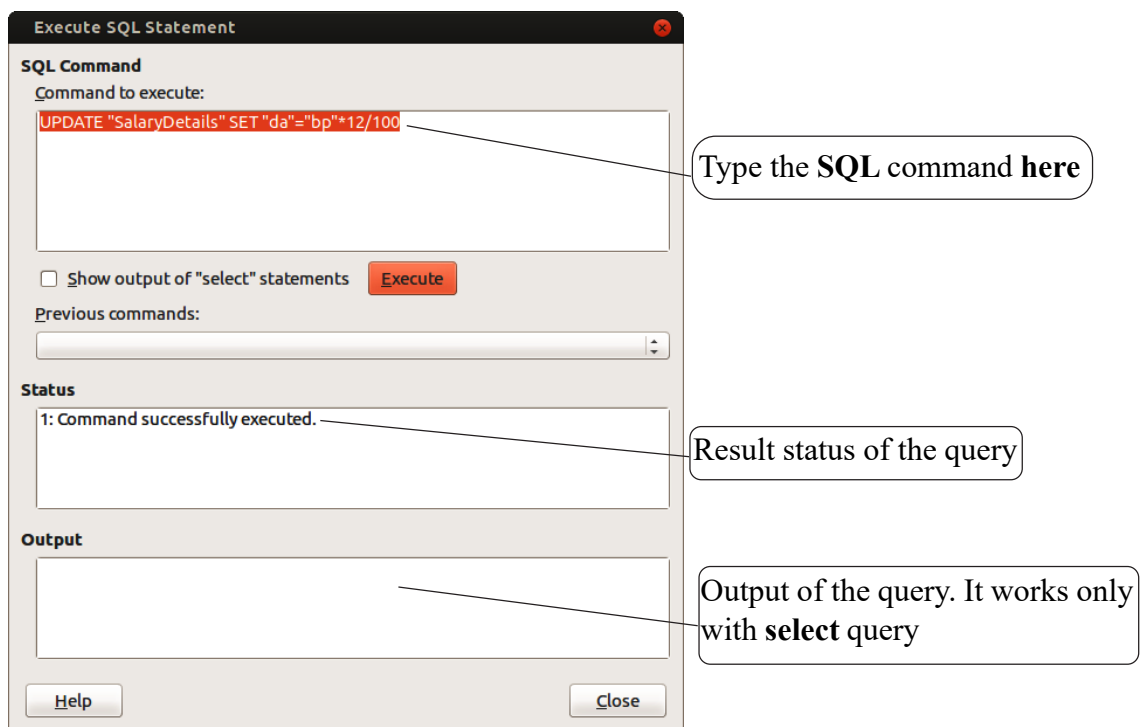 Execute SQL Statement
SQL Command
Command to execute:
UPDATE "SalaryDetails" SET "da"="bp"*12/100
Type the SQL command here
Show output of "select" statements
Execute
Previous commands:
Status
1: Command successfully executed.
Result status of the query
Output
Output of the query. It works only
with select query
Help
Close